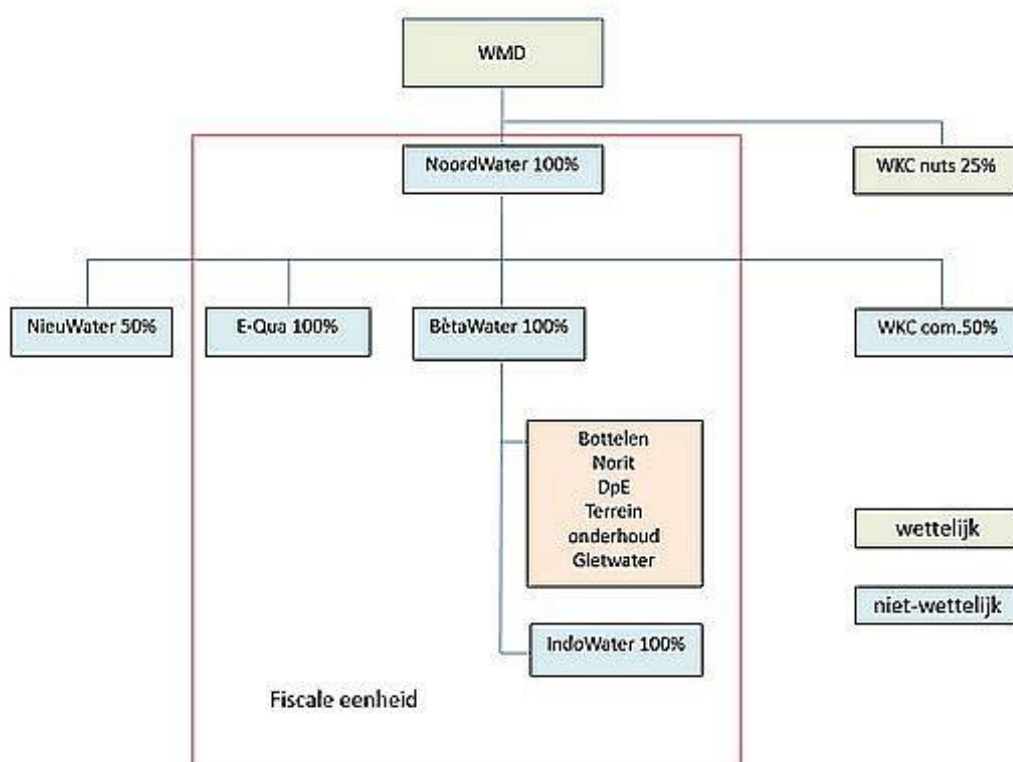 WMD
NoordWater 100%
WKC nuts 25%
NieuWater 50%
E-Qua 100%
BètaWater 100%
WKC com.50%
Bottelen
Norit
DpE
Terrein
onderhoud
Gletwater
wettelijk
niet-wettelijk
IndoWater 100%
Fiscale eenheid